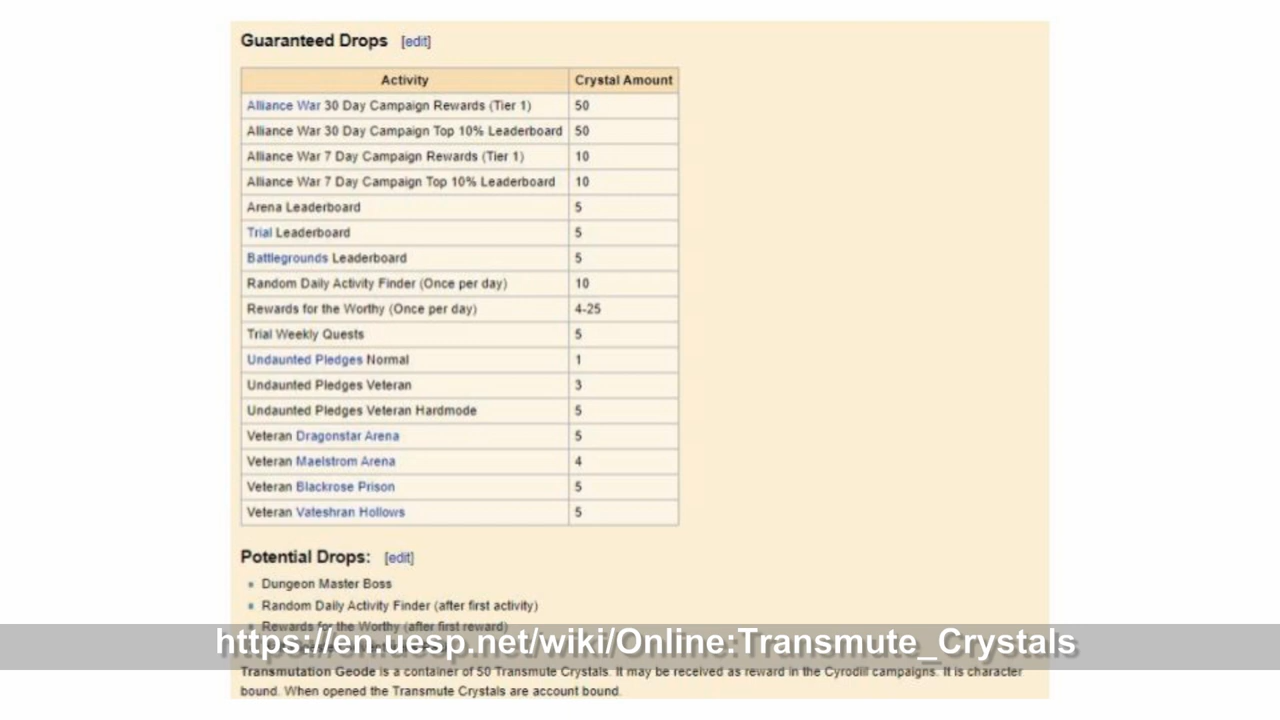 Guaranteed Drops [edit]
Activity Crystal Amount
Alliance War 30 Day Campaign Rewards (Tier 1) 50
Alliance War 30 Day Campaign Top 10% Leaderboard 50
Alliance War 7 Day Campaign Rewards (Tier 1) 10
Alliance War 7 Day Campaign Top 10% Leaderboard 10
Arena Leaderboard 5
Trial Leaderboard 5
Battlegrounds Leaderboard 5
Random Daily Activity Finder (Once per day) 10
Rewards for the Worthy (Once per day) 4-25
Trial Weekly Quests 5
Undaunted Pledges Normal 1
Undaunted Pledges Veteran 3
Undaunted Pledges Veteran Hardmode 5
Veteran Dragonstar Arena 5
Veteran Maelstrom Arena 4
Veteran Blackrose Prison 5
Veteran Vateshran Hollows 5
Potential Drops: [edit]
Dungeon Master Boss
Random Daily Activity Finder (after first activity)
Rewards for the Worthy (after first reward)
https://en.uesp.net/wiki/Online:Transmute_Crystals
Transmutation Geode is a container of 50 Transmute Crystals. It may be received as reward in the Cyrodiil campaigns. It is character
bound. When opened the Transmute Crystals are account bound.